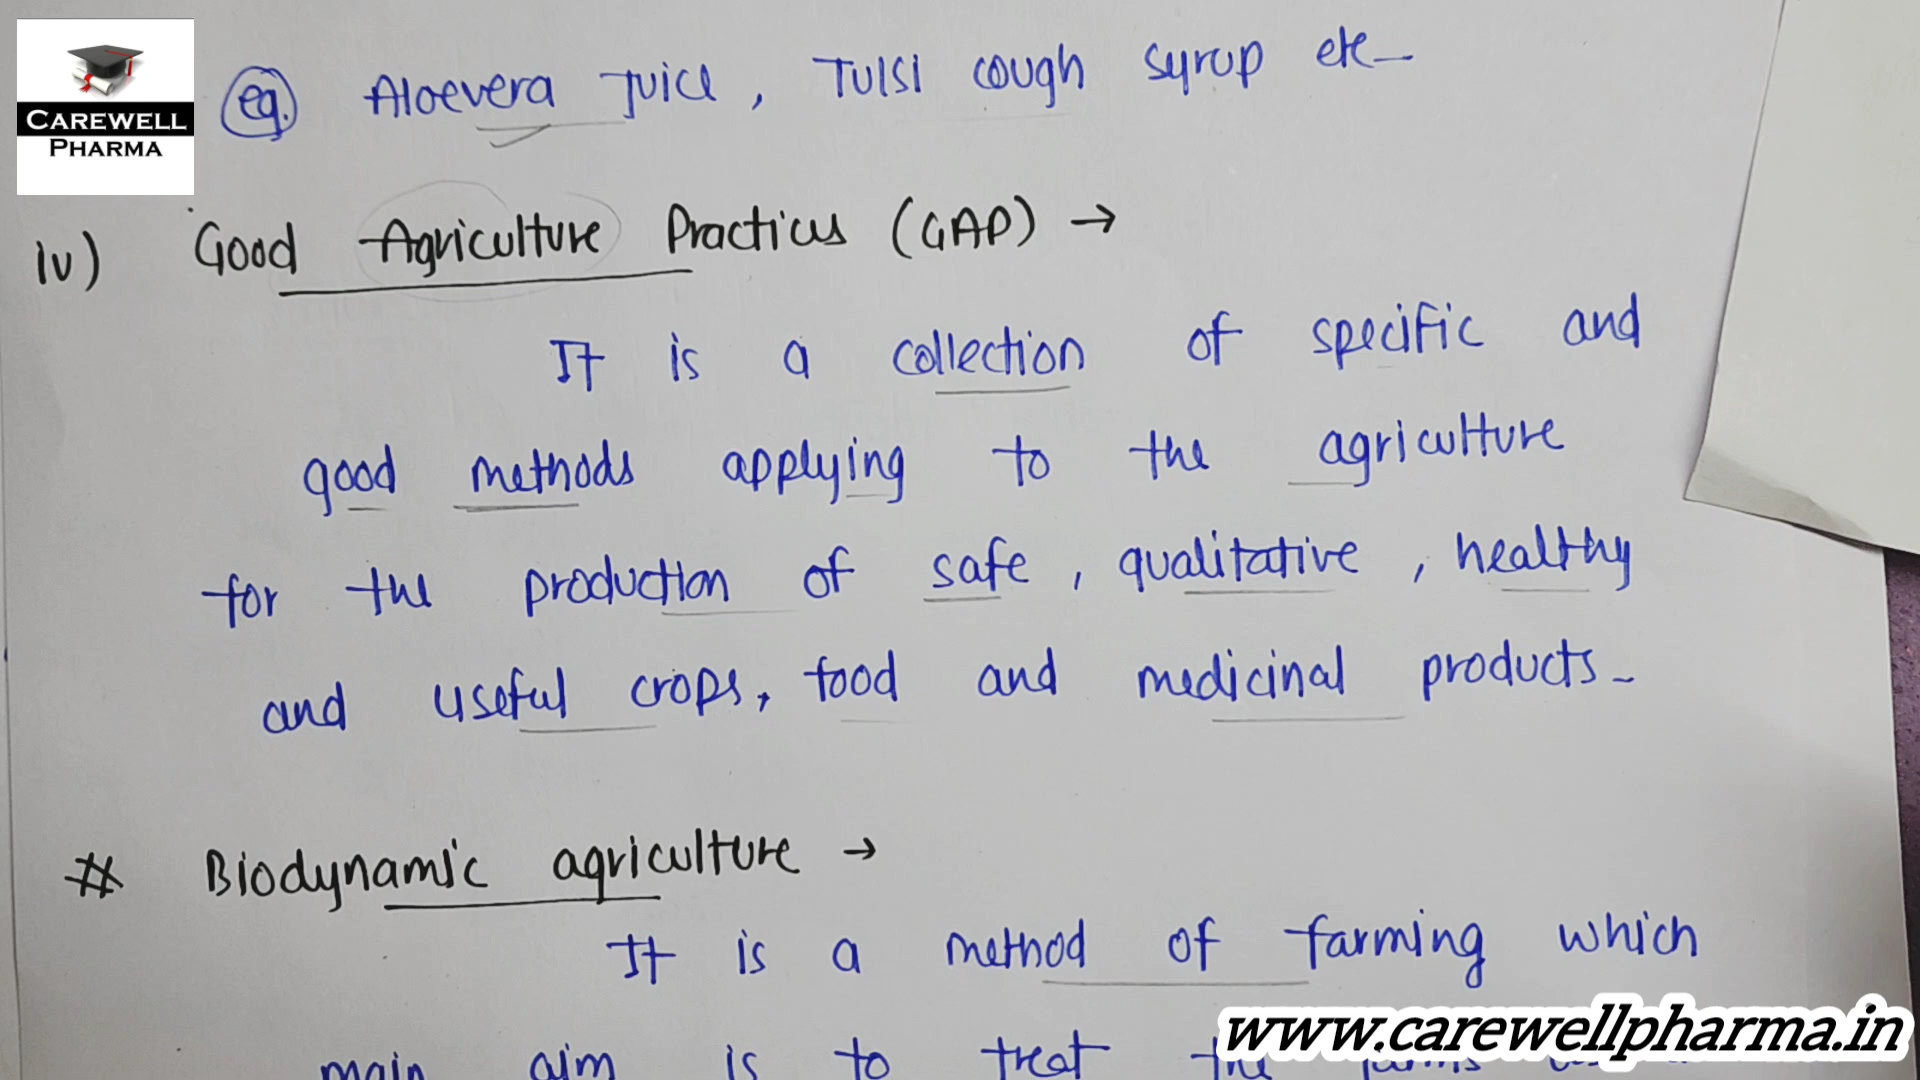 CAREWELL
PHARMA
eg. Aloevera Juice, Tulsi cough syrup etc
iv) Good Agriculture Practices (GAP) →
It is a collection of specific and
good methods applying to the agriculture
for the production of safe, qualitative, healthy
and useful crops, food and medicinal products.
# Biodynamic agriculture →
It is a method of farming which
main aim is to treat the
www.carewellpharma.in